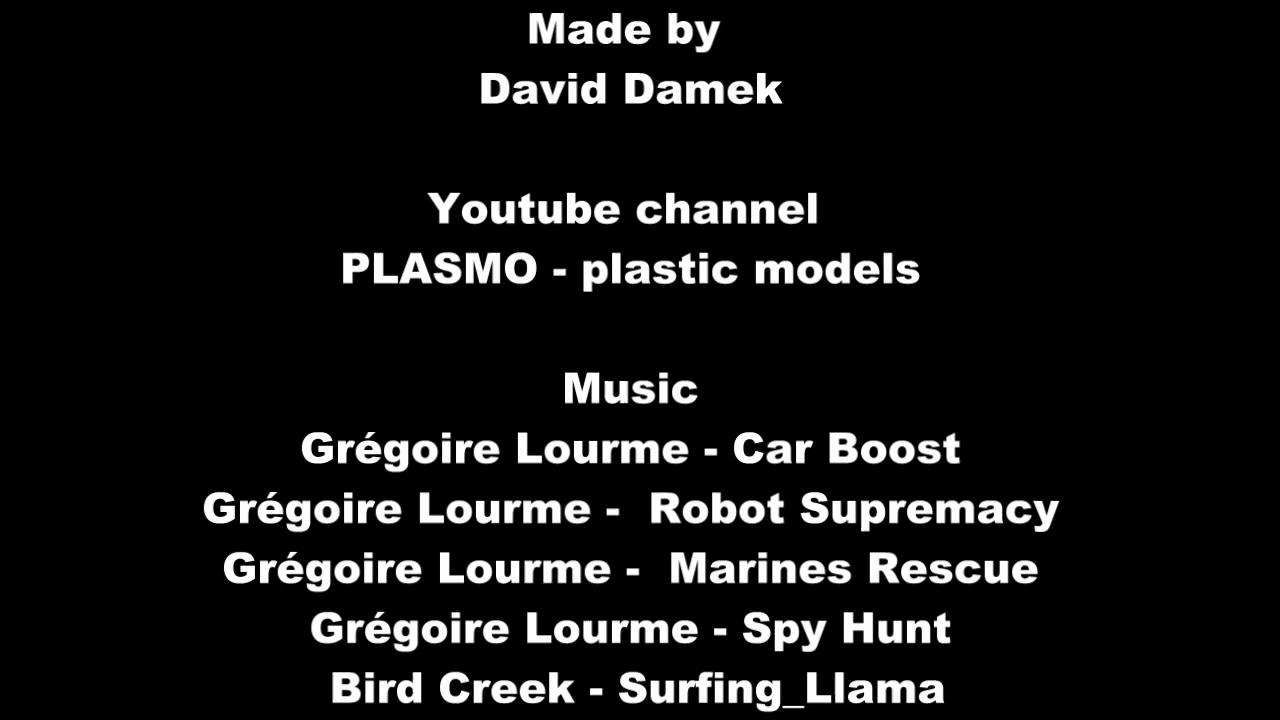 Made by
David Damek
Youtube channel
PLASMO - plastic models
Music
Grégoire Lourme - Car Boost
Grégoire Lourme -  Robot Supremacy
Grégoire Lourme -  Marines Rescue
Grégoire Lourme - Spy Hunt
Bird Creek - Surfing_Llama